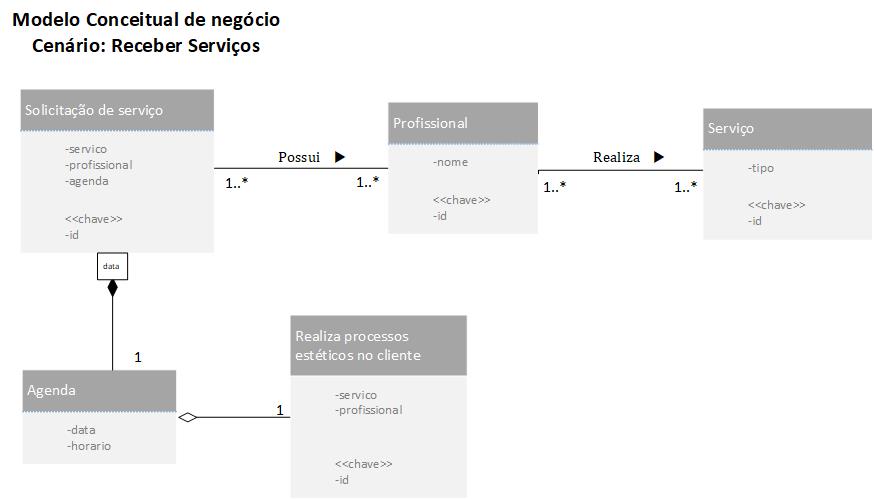 Modelo Conceitual de negócio
Cenário: Receber Serviços
Solicitação de serviço
-servico
-profissional
-agenda
<<chave>>
-id
Possui ►
1..*
1..*
Profissional
-nome
<<chave>>
-id
Realiza ►
1..*
1..*
Serviço
-tipo
<<chave>>
-id
data
1
Agenda
-data
-horario
1
Realiza processos
estéticos no cliente
-servico
-profissional
<<chave>>
-id